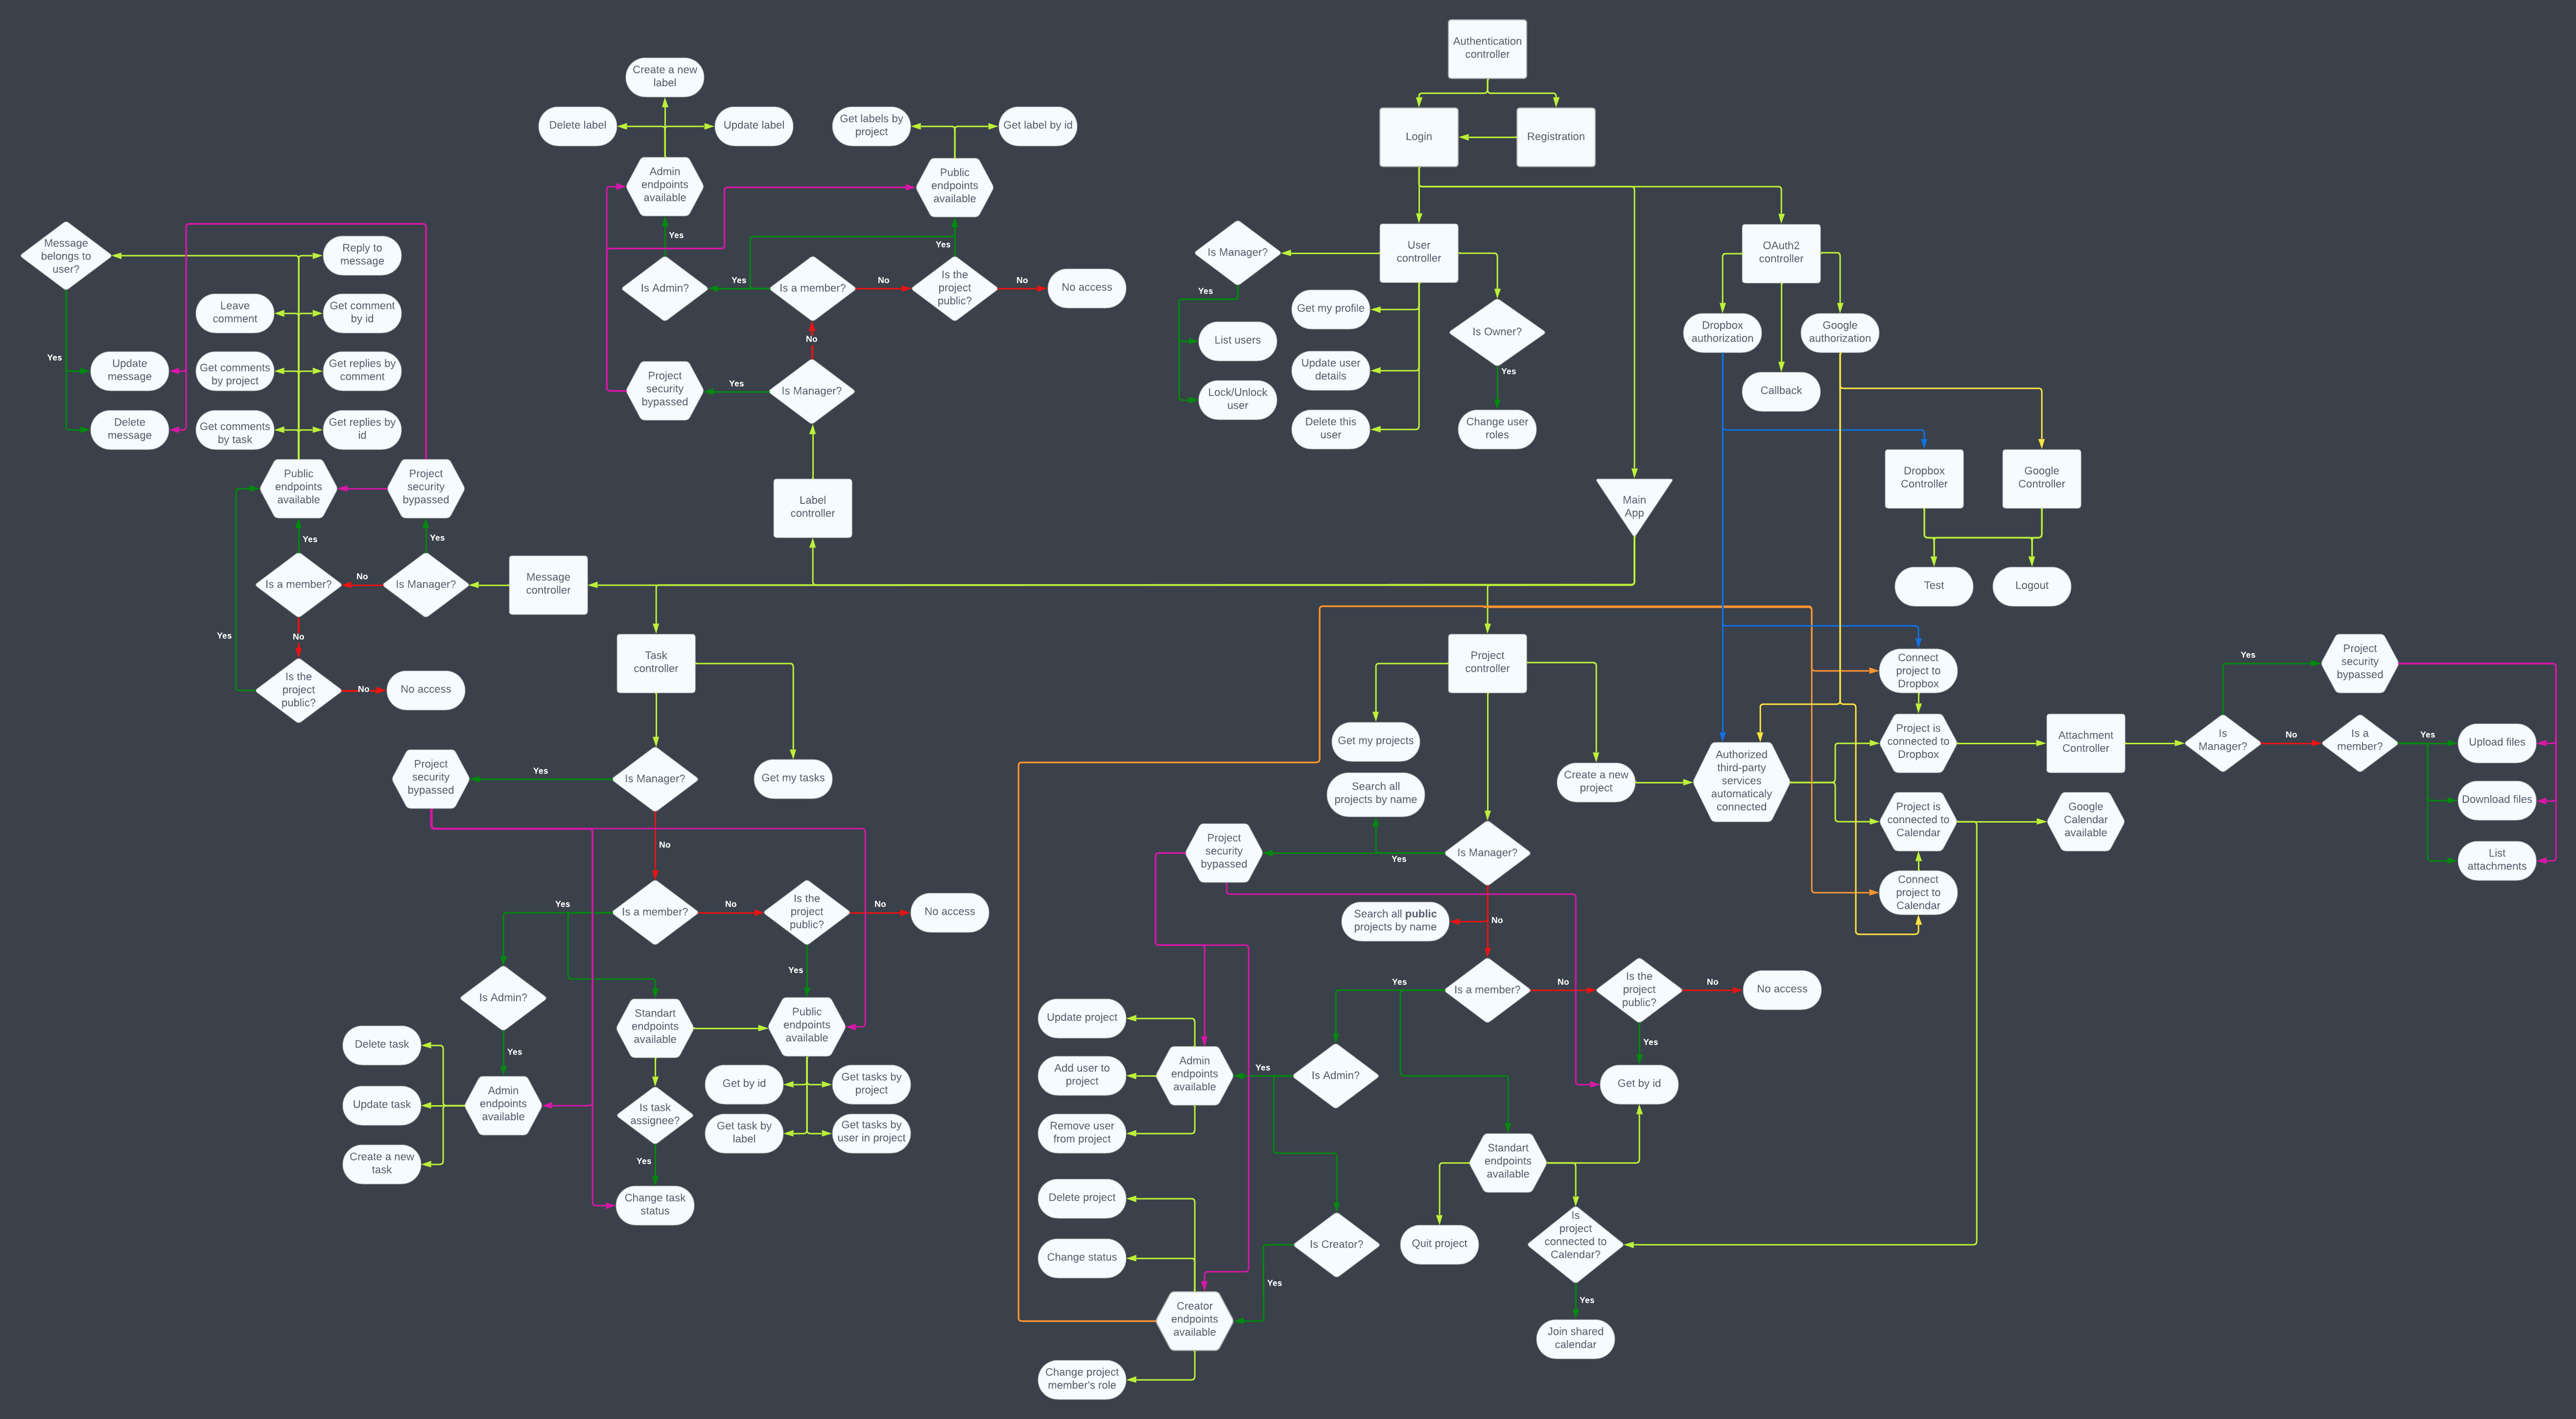 Authentication
controller
Login
Registration
Create a new
label
Delete label
Update label
Get labels by
project
Get label by id
Admin
endpoints
available
Public
endpoints
available
Yes
Yes
Is Admin?
Yes
Is a member?
No
Is the
project
public?
No
No access
No
Project
security
bypassed
Yes
Is Manager?
Label
controller
Message
belongs to
user?
Reply to
message
Leave
comment
Get comment
by id
Yes
Update
message
Get comments
by project
Get replies by
comment
Delete
message
Get comments
by task
Get replies by
id
Public
endpoints
available
Project
security
bypassed
Yes
Yes
Is a member?
No
Is Manager?
Message
controller
Yes
No
Is the
project
public?
No
No access
Is Manager?
User
controller
Yes
Get my profile
Is Owner?
List users
Update user
details
Yes
Lock/Unlock
user
Delete this
user
Change user
roles
OAuth2
controller
Dropbox
authorization
Google
authorization
Callback
Dropbox
Controller
Google
Controller
Test
Logout
Main
App
Task
controller
Project
security
bypassed
Yes
Is Manager?
Get my tasks
No
Yes
Is a member?
No
Is the
project
public?
No
No access
Yes
Is Admin?
Standart
endpoints
available
Public
endpoints
available
Yes
Delete task
Update task
Create a new
task
Admin
endpoints
available
Is task
assignee?
Get by id
Get tasks by
project
Get task by
label
Get tasks by
user in project
Yes
Change task
status
Project
controller
Get my projects
Search all
projects by name
Create a new
project
Authorized
third-party
services
automaticaly
connected
Project
security
bypassed
Yes
Is Manager?
Search all public
projects by name
No
Yes
Is a member?
No
Is the
project
public?
No
No access
Yes
Get by id
Update project
Add user to
project
Remove user
from project
Admin
endpoints
available
Yes
Is Admin?
Standart
endpoints
available
Delete project
Change status
Is Creator?
Yes
Quit project
Is
project
connected to
Calendar?
Yes
Join shared
calendar
Creator
endpoints
available
Change project
member's role
Connect
project to
Dropbox
Project is
connected to
Dropbox
Project is
connected to
Calendar
Connect
project to
Calendar
Attachment
Controller
Google
Calendar
available
Is
Manager?
Yes
Project
security
bypassed
No
Is a
member?
Yes
Upload files
Download files
List
attachments